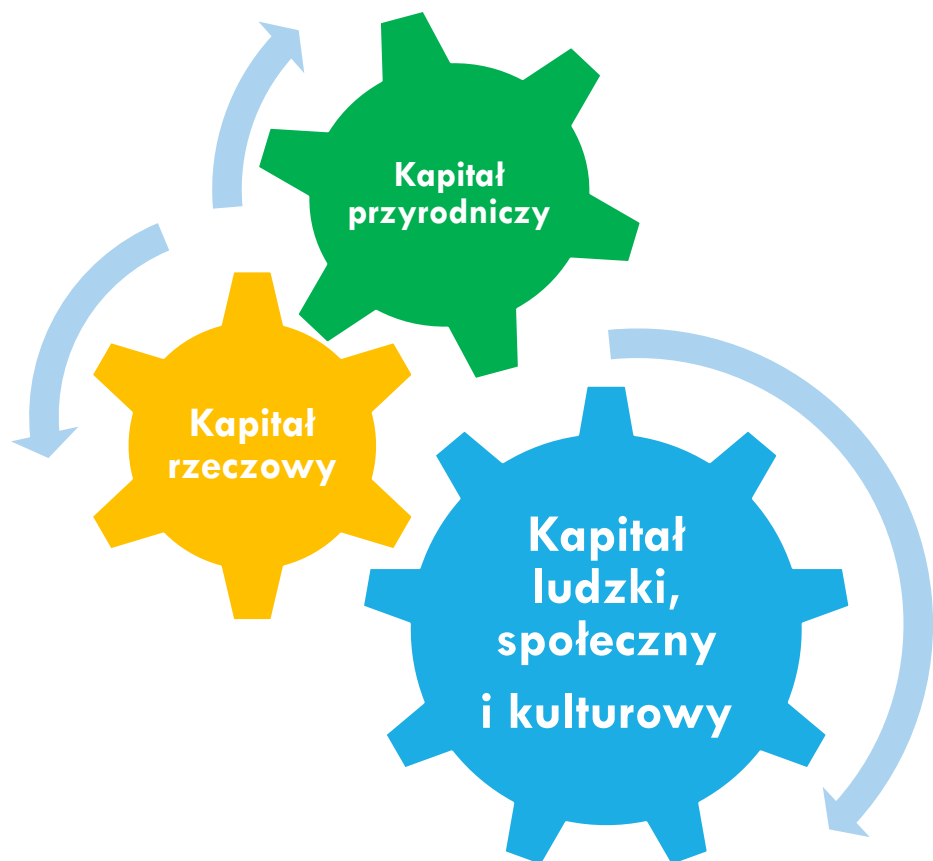 Kapitał
przyrodniczy
Kapitał
rzeczowy
Kapitał
ludzki,
społeczny
i kulturowy